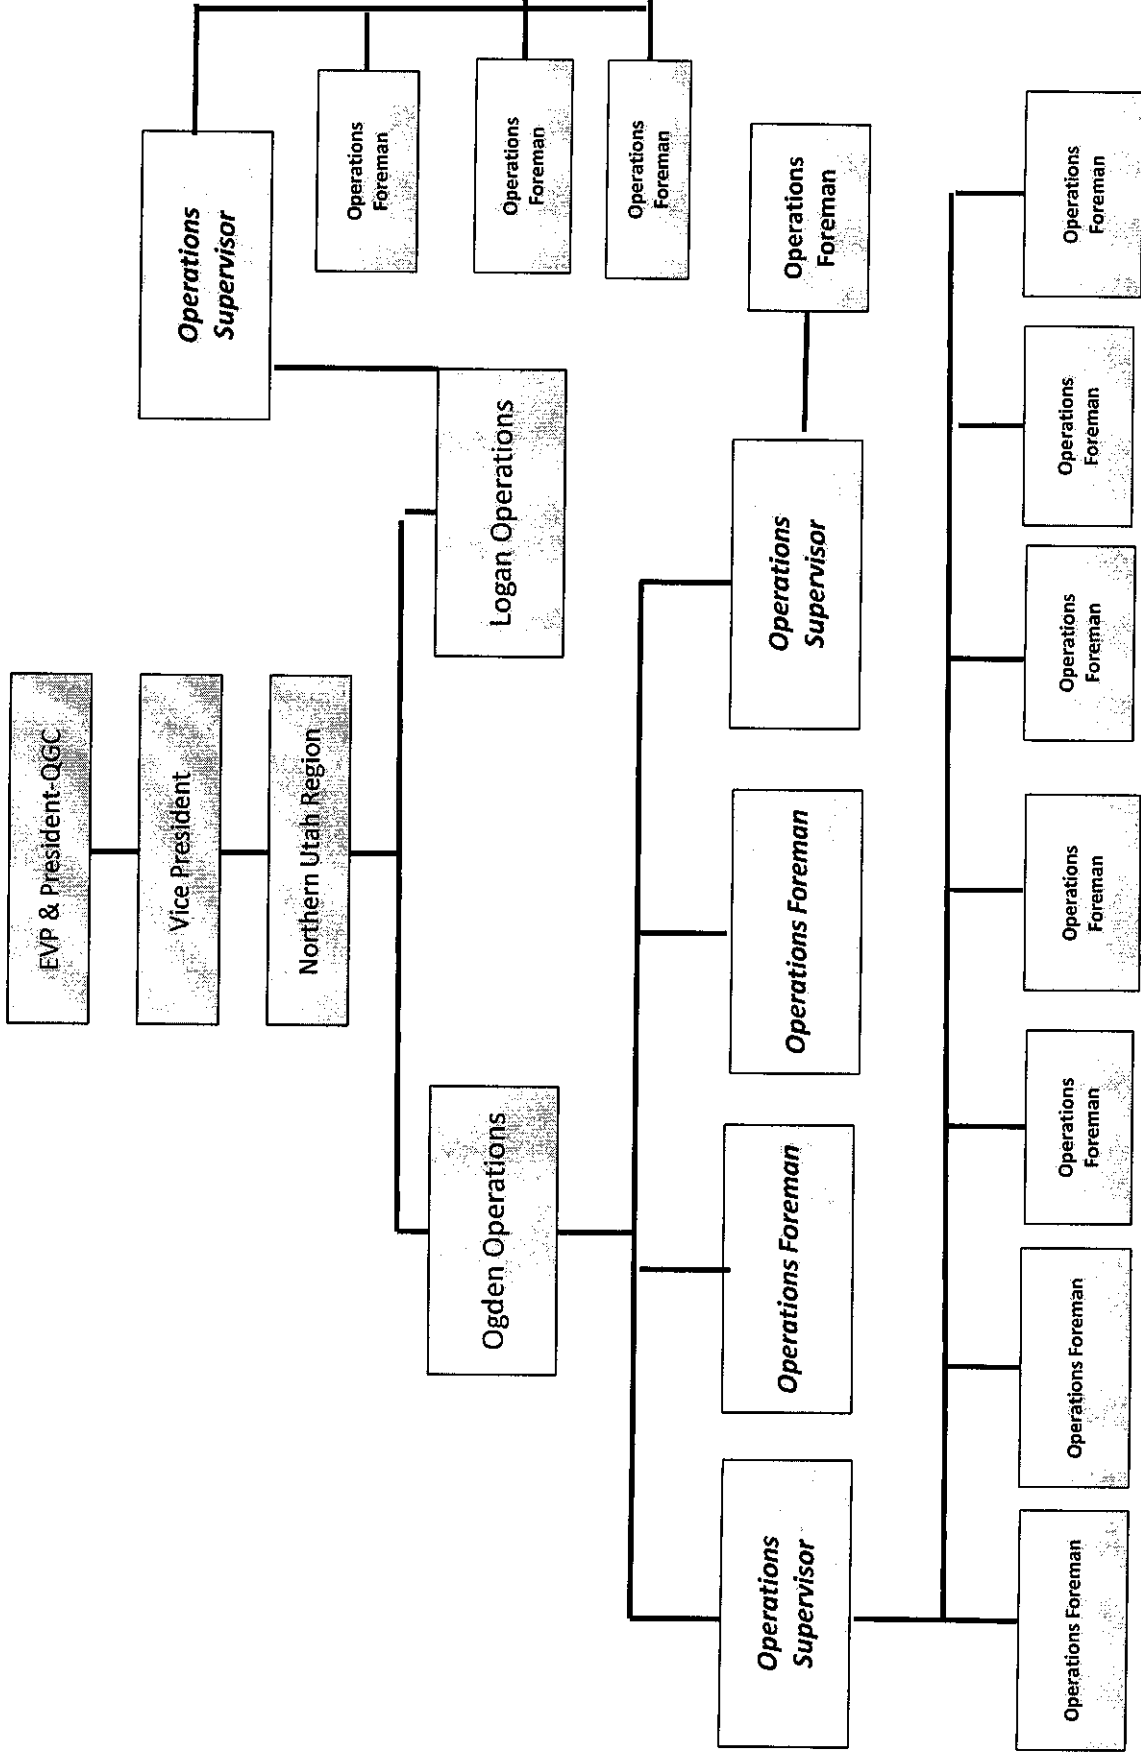 EVP & President-QGC
Vice President
Operations
Supervisor
Northern Utah Region
Operations
Foreman
Ogden Operations
Logan Operations
Operations
Foreman
Operations
Foreman
Operations
Supervisor
Operations Foreman
Operations Foreman
Operations
Supervisor
Operations
Foreman
Operations Foreman
Operations Foreman
Operations
Foreman
Operations
Foreman
Operations
Foreman
Operations
Foreman
Operations
Foreman